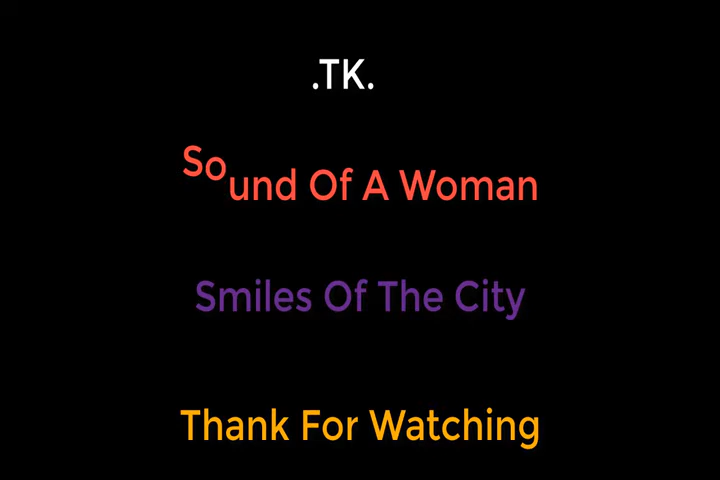 .TK.
Sound Of A Woman
Smiles Of The City
Thank For Watching